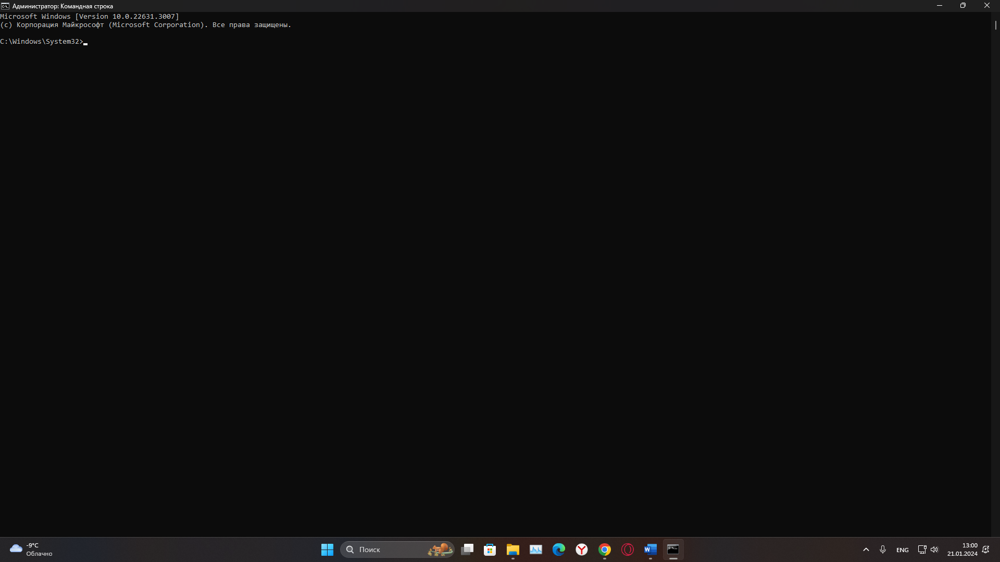 Администратор: Командная строка
Microsoft Windows [Version 10.0.22631.3007]
(c) Корпорация Майкрософт (Microsoft Corporation). Все права защищены.
C:\Windows\System32>
-9°C
Облачно
Поиск
ENG
13:00
21.01.2024